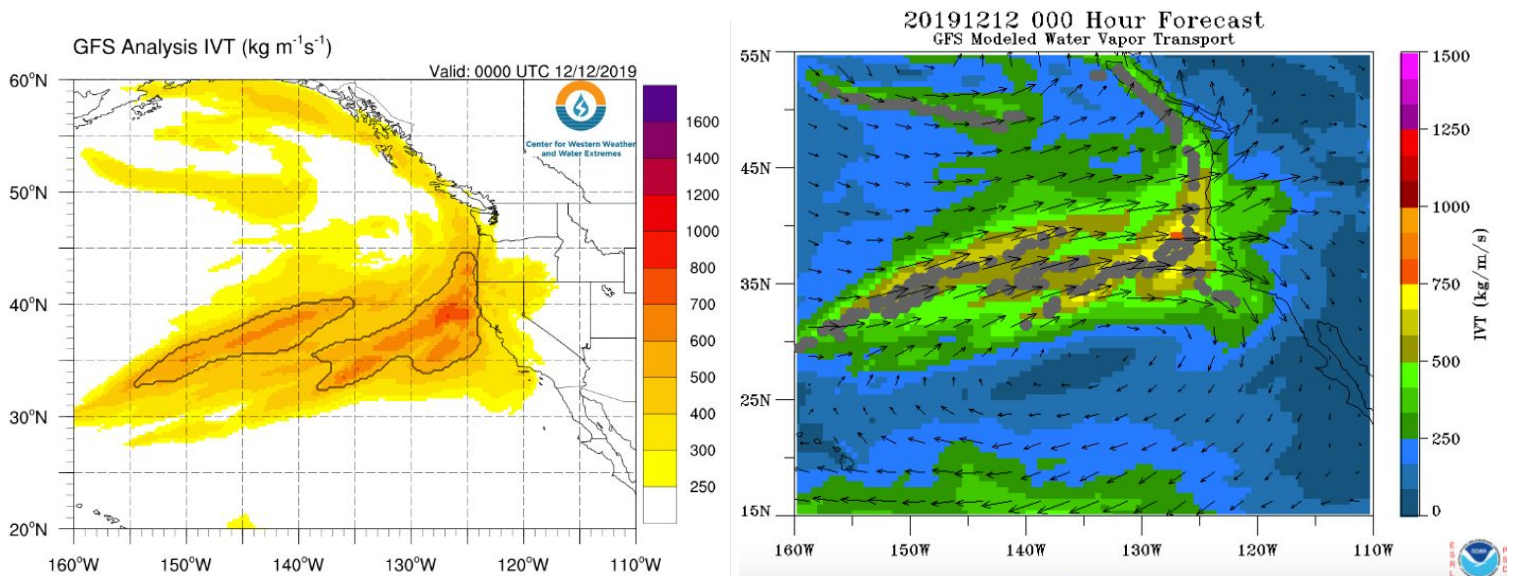 GFS Analysis IVT (kg m⁻¹s⁻¹)
Valid: 0000 UTC 12/12/2019
Center for Western Weather
and Water Extremes
60°N
50°N
40°N
30°N
20°N
160°W 150°W 140°W 130°W 120°W 110°W
1600
1400
1200
1000
800
700
600
500
400
300
250
20191212 000 Hour Forecast
GFS Modeled Water Vapor Transport
55N
45N
35N
25N
15N
160W 150W 140W 130W 120W 110W
1500
1250
1000
750
500
250
0
IVT (kg/m/s)
ESRL
NOAA
PSD